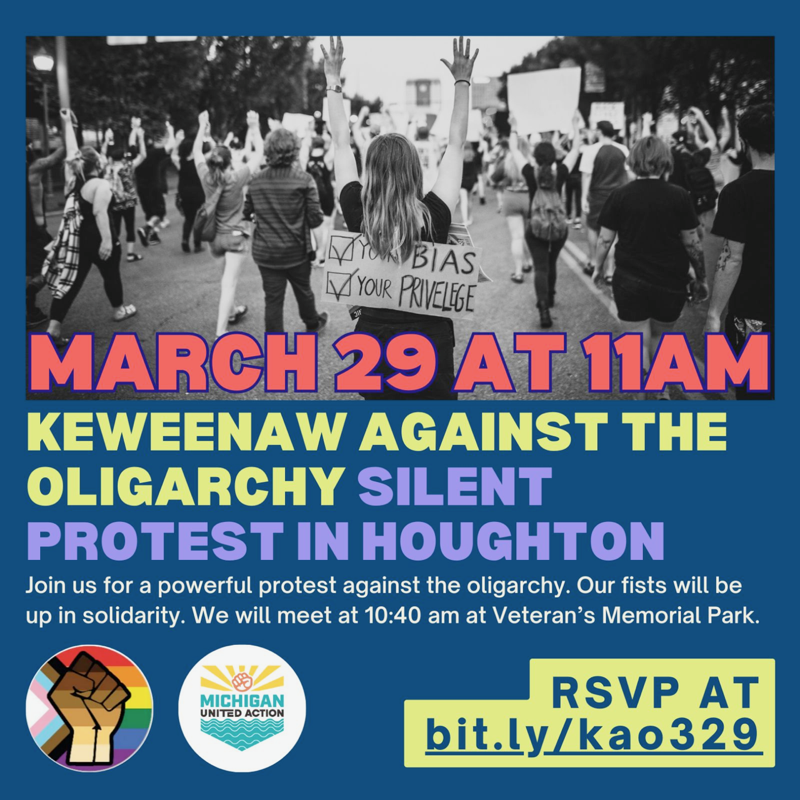 YOUR BIAS
YOUR PRIVELEGE
MARCH 29 AT 11AM
KEWEENAW AGAINST THE
OLIGARCHY SILENT
PROTEST IN HOUGHTON
Join us for a powerful protest against the oligarchy. Our fists will be
up in solidarity. We will meet at 10:40 am at Veteran’s Memorial Park.
MICHIGAN
UNITED ACTION
RSVP AT
bit.ly/kao329